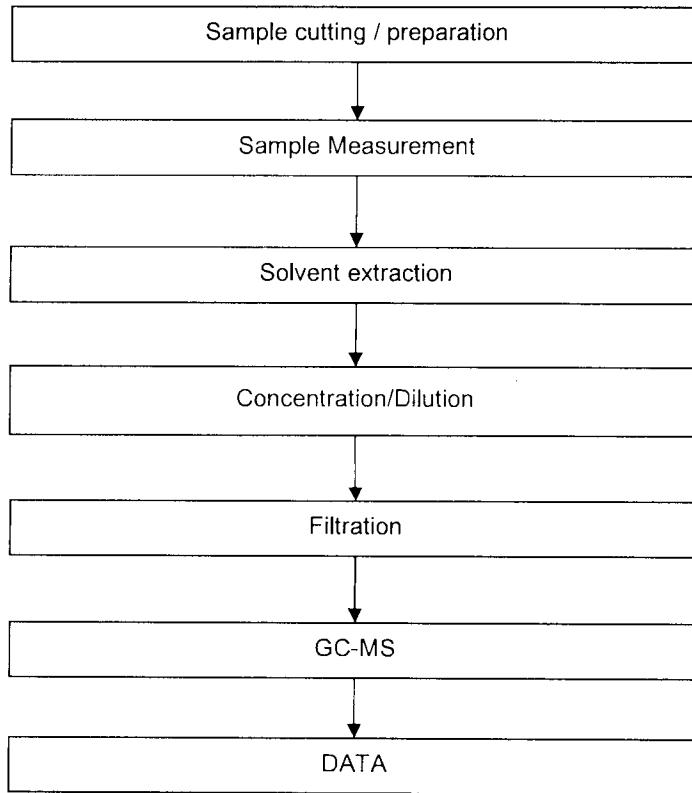 Sample cutting / preparation
Sample Measurement
Solvent extraction
Concentration/Dilution
Filtration
GC-MS
DATA